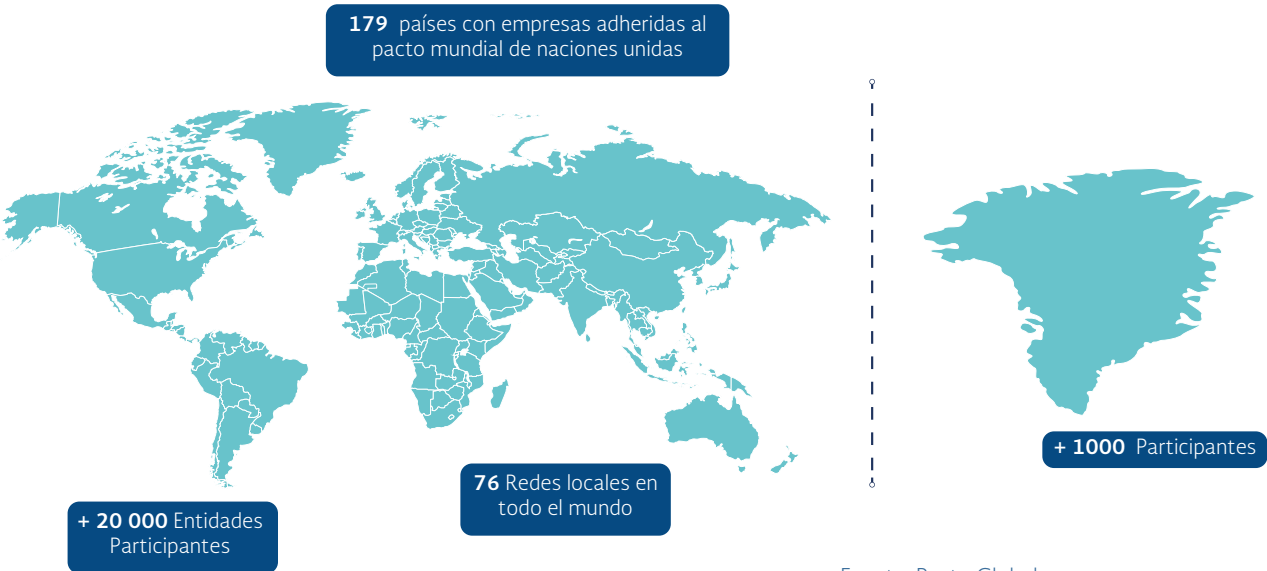 179 países con empresas adheridas al
pacto mundial de naciones unidas
+ 1000 Participantes
76 Redes locales en
todo el mundo
+ 20 000 Entidades
Participantes